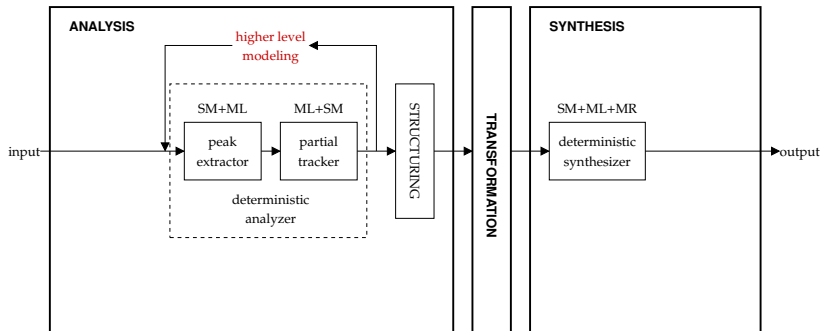 ANALYSIS
SYNTHESIS
higher level
modeling
SM+ML
ML+SM
SM+ML+MR
input
peak
extractor
partial
tracker
STRUCTURING
TRANSFORMATION
deterministic
synthesizer
output
deterministic
analyzer